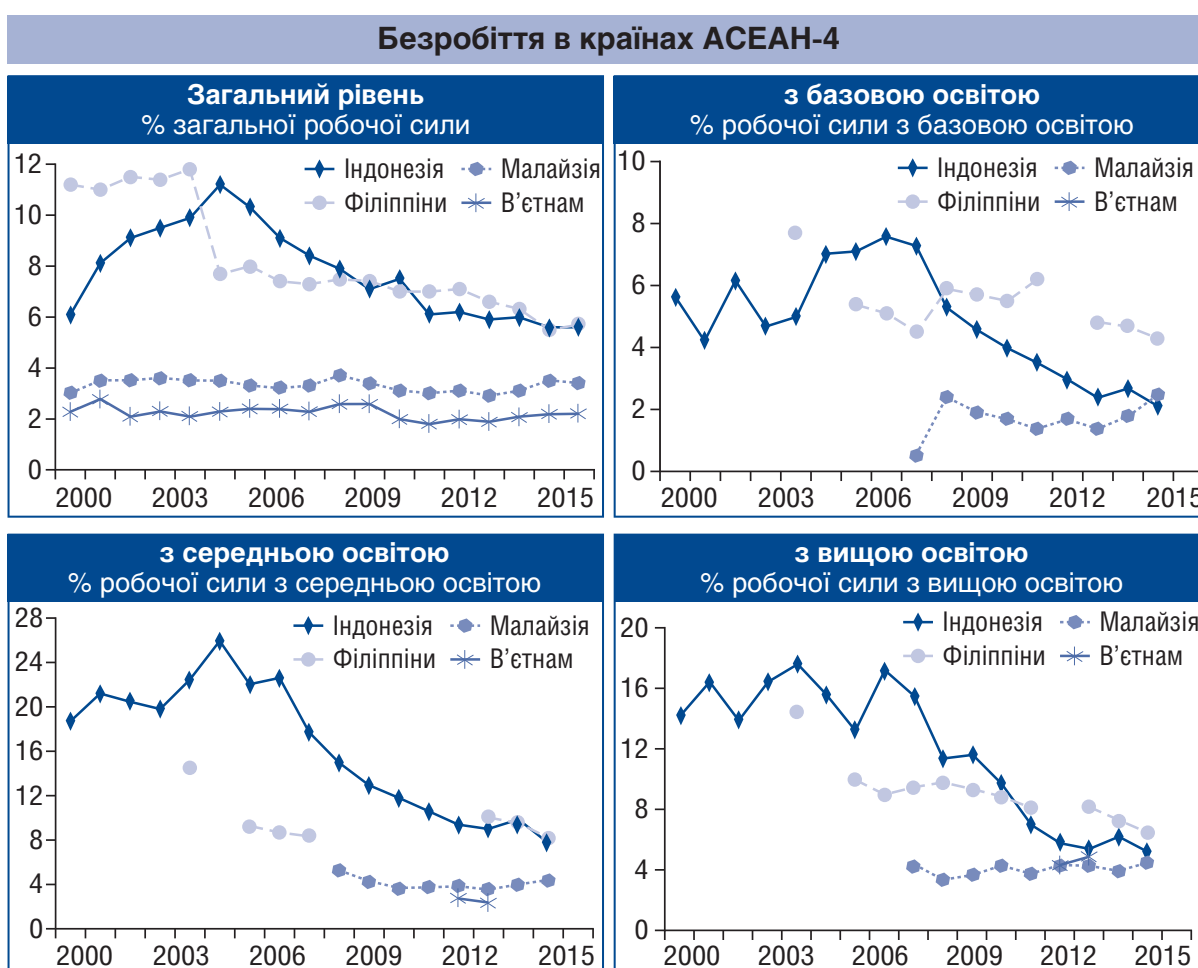 Безробіття в країнах АСЕАН-4
Загальний рівень
% загальної робочої сили
12
10
8
6
4
2
0
Індонезія
Малайзія
Філіппіни
В’єтнам
2000 2003 2006 2009 2012 2015
з базовою освітою
% робочої сили з базовою освітою
10
8
6
4
2
0
Індонезія
Малайзія
Філіппіни
В’єтнам
2000 2003 2006 2009 2012 2015
з середньою освітою
% робочої сили з середньою освітою
28
24
20
16
12
8
4
0
Індонезія
Малайзія
Філіппіни
В’єтнам
2000 2003 2006 2009 2012 2015
з вищою освітою
% робочої сили з вищою освітою
20
16
12
8
4
0
Індонезія
Малайзія
Філіппіни
В’єтнам
2000 2003 2006 2009 2012 2015